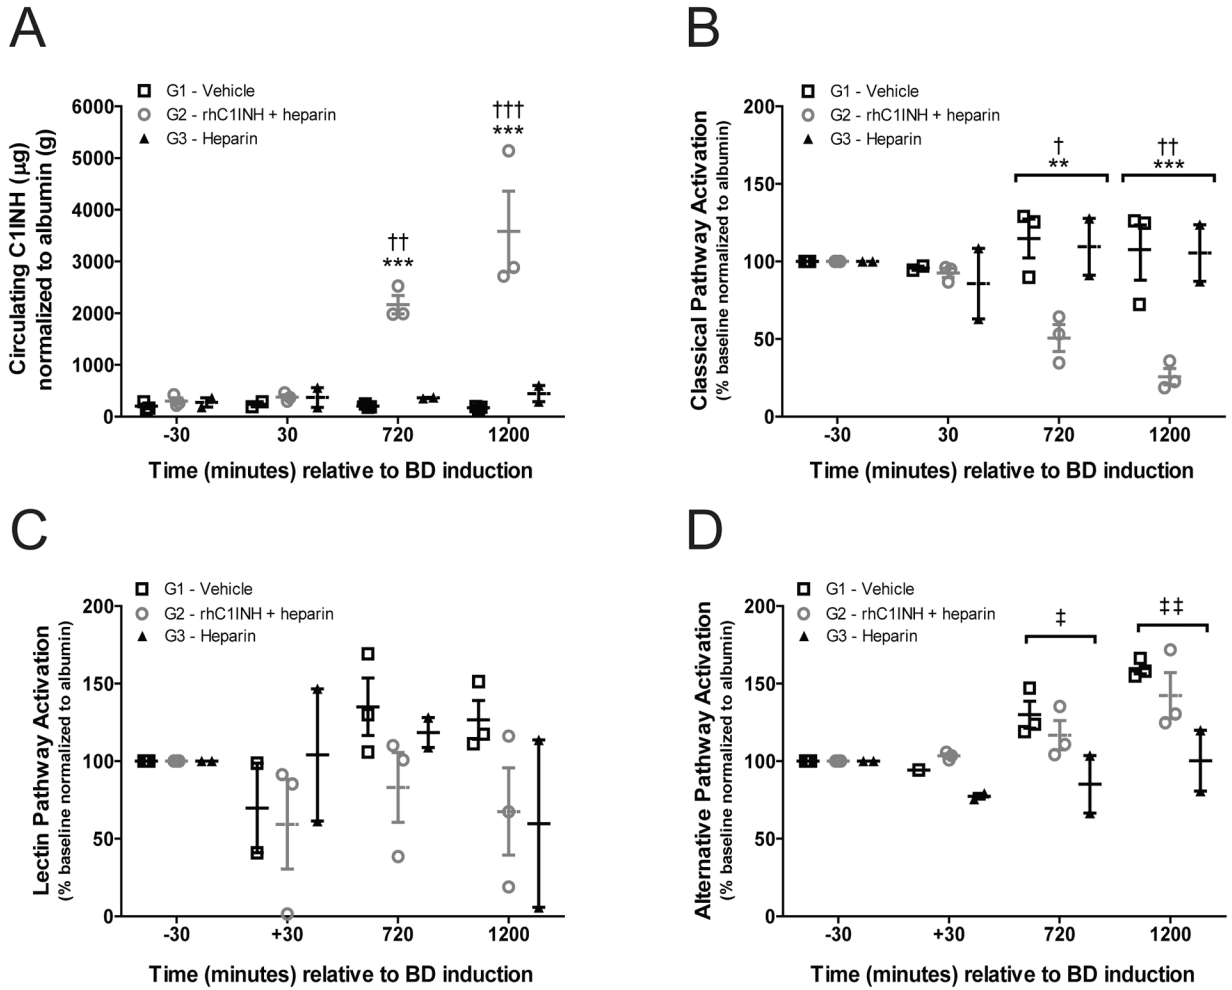 A
G1 - Vehicle
G2 - rhC1INH + heparin
G3 - Heparin
Circulating C1INH (µg)
normalized to albumin (g)
6000
5000
4000
3000
2000
1000
0
††
***
†††
***
-30 30 720 1200
Time (minutes) relative to BD induction
B
G1 - Vehicle
G2 - rhC1INH + heparin
G3 - Heparin
Classical Pathway Activation
(% baseline normalized to albumin)
200
150
100
50
0
†
**
††
***
-30 30 720 1200
Time (minutes) relative to BD induction
C
G1 - Vehicle
G2 - rhC1INH + heparin
G3 - Heparin
Lectin Pathway Activation
(% baseline normalized to albumin)
200
150
100
50
0
-30 +30 720 1200
Time (minutes) relative to BD induction
D
G1 - Vehicle
G2 - rhC1INH + heparin
G3 - Heparin
Alternative Pathway Activation
(% baseline normalized to albumin)
200
150
100
50
0
‡
‡‡
-30 +30 720 1200
Time (minutes) relative to BD induction